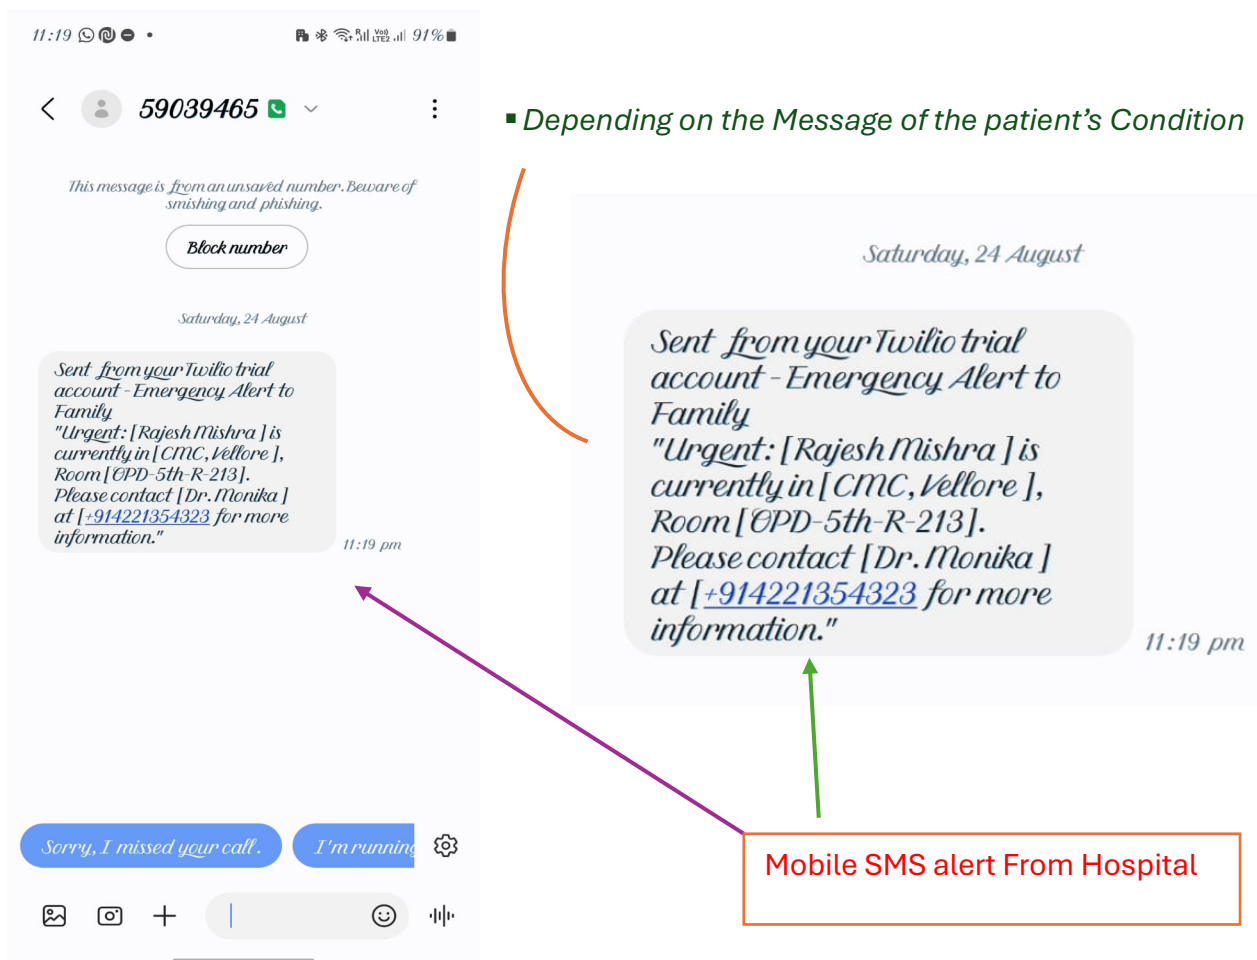 11:19
91%
59039465
This message is from an unsaved number. Beware of
smishing and phishing.
Block number
Saturday, 24 August
Sent from your Twilio trial
account - Emergency Alert to
Family
"Urgent: [Rajesh Mishra ] is
currently in [ CMC, Vellore ],
Room [ OPD-5th-R-213].
Please contact [ Dr. Monika ]
at [+914221354323 for more
information."
11:19 pm
Sorry, I missed your call.
I'm running
▪ Depending on the Message of the patient's Condition
Saturday, 24 August
Sent from your Twilio trial
account - Emergency Alert to
Family
"Urgent: [Rajesh Mishra ] is
currently in [ CMC, Vellore ],
Room [ OPD-5th-R-213].
Please contact [ Dr. Monika ]
at [+914221354323 for more
information."
11:19 pm
Mobile SMS alert From Hospital